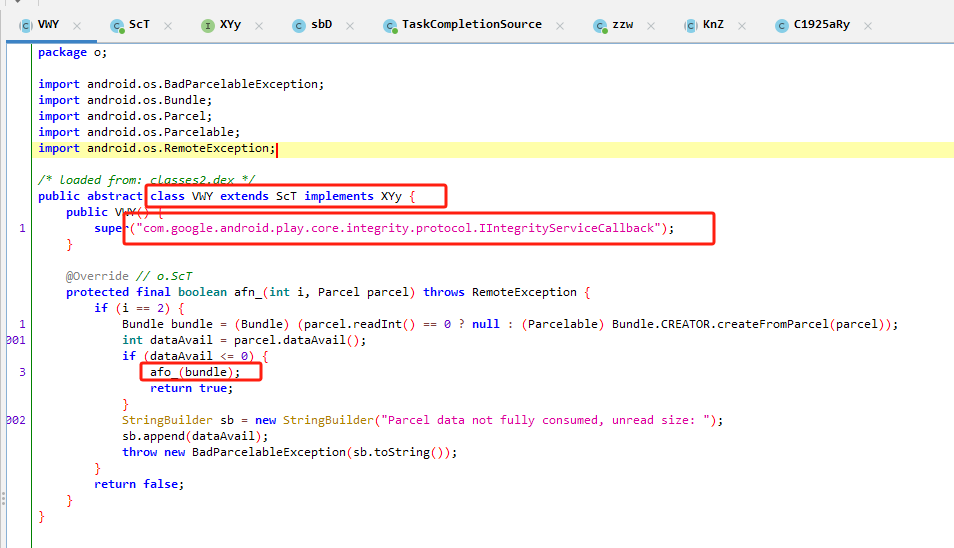 VWY ScT XYy sbD TaskCompletionSource zzw KnZ C1925aRy
package o;
import android.os.BadParcelableException;
import android.os.Bundle;
import android.os.Parcel;
import android.os.Parcelable;
import android.os.RemoteException;
/* loaded from: classes2.dex */
public abstract class VWY extends ScT implements XYy {
public VWY() {
1 super("com.google.android.play.core.integrity.protocol.IIntegrityServiceCallback");
}
@Override // o.ScT
protected final boolean afn_(int i, Parcel parcel) throws RemoteException {
if (i == 2) {
1 Bundle bundle = (Bundle) (parcel.readInt() == 0 ? null : (Parcelable) Bundle.CREATOR.createFromParcel(parcel));
001 int dataAvail = parcel.dataAvail();
if (dataAvail <= 0) {
3 afo_(bundle);
return true;
}
002 StringBuilder sb = new StringBuilder("Parcel data not fully consumed, unread size: ");
sb.append(dataAvail);
throw new BadParcelableException(sb.toString());
}
return false;
}
}